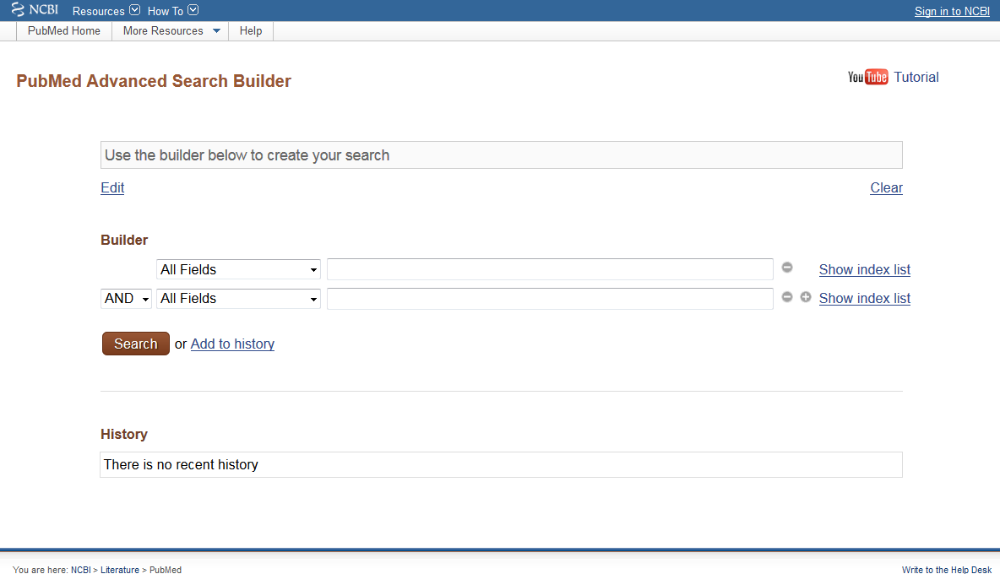 NCBI Resources How To Sign in to NCBI
PubMed Home More Resources Help
PubMed Advanced Search Builder
YouTube Tutorial
Use the builder below to create your search
Edit Clear
Builder
All Fields Show index list
AND All Fields Show index list
Search or Add to history
History
There is no recent history
You are here: NCBI > Literature > PubMed Write to the Help Desk